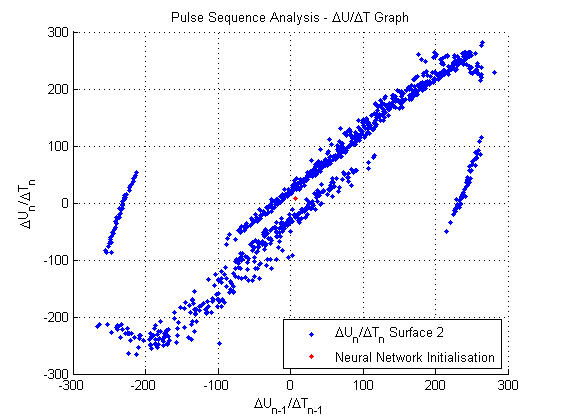 Pulse Sequence Analysis - ΔU/ΔT Graph
300
200
100
0
-100
-200
-300
ΔUn/ΔTn
-300
-200
-100
0
100
200
300
ΔUn-1/ΔTn-1
ΔUn/ΔTn Surface 2
Neural Network Initialisation